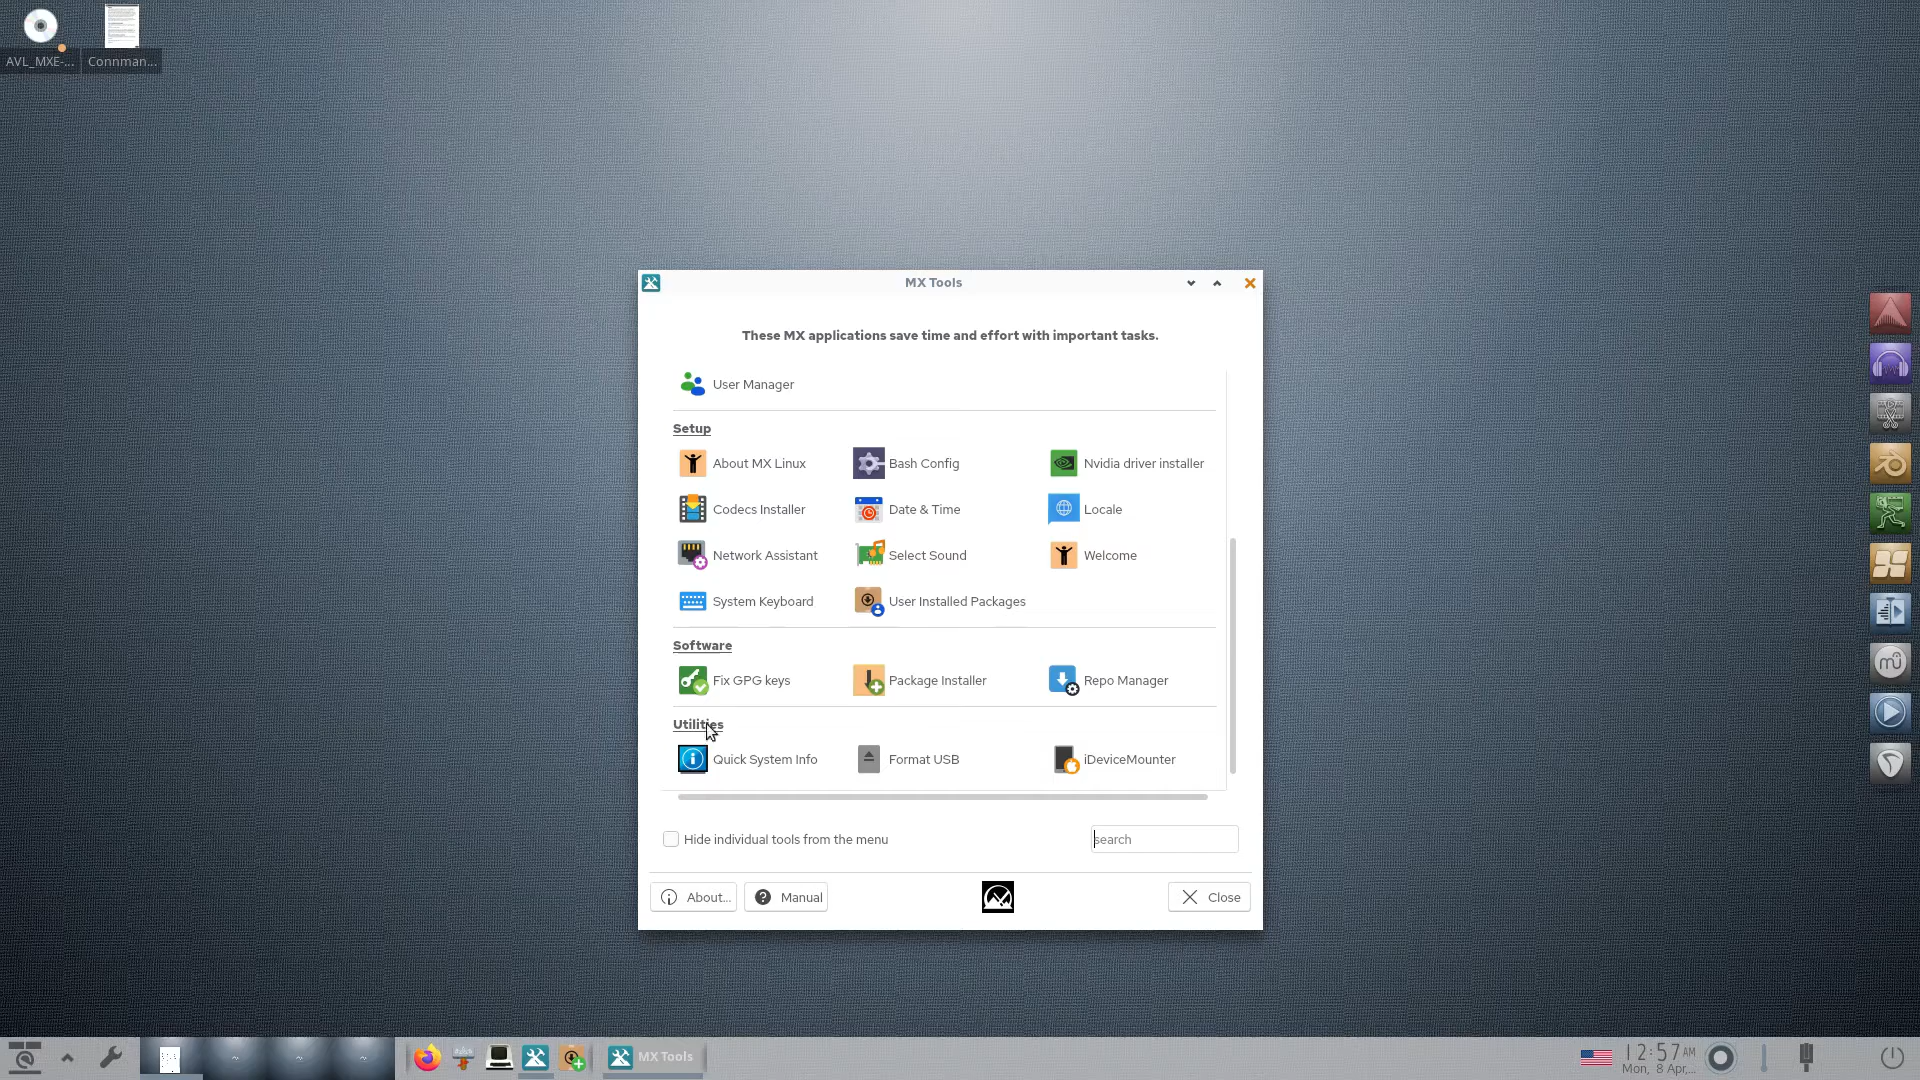 AVL_MXE-...
Connman...
MX Tools
These MX applications save time and effort with important tasks.
User Manager
Setup
About MX Linux
Bash Config
Nvidia driver installer
Codecs Installer
Date & Time
Locale
Network Assistant
Select Sound
Welcome
System Keyboard
User Installed Packages
Software
Fix GPG keys
Package Installer
Repo Manager
Utilities
Quick System Info
Format USB
iDeviceMounter
Hide individual tools from the menu
search
About...
Manual
Close
MX Tools
12:57 AM
Mon, 8 Apr,...